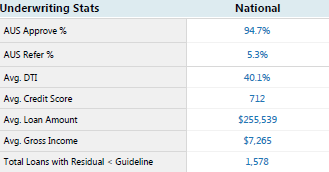 Underwriting Stats National
AUS Approve % 94.7%
AUS Refer % 5.3%
Avg. DTI 40.1%
Avg. Credit Score 712
Avg. Loan Amount $255,539
Avg. Gross Income $7,265
Total Loans with Residual < Guideline 1,578